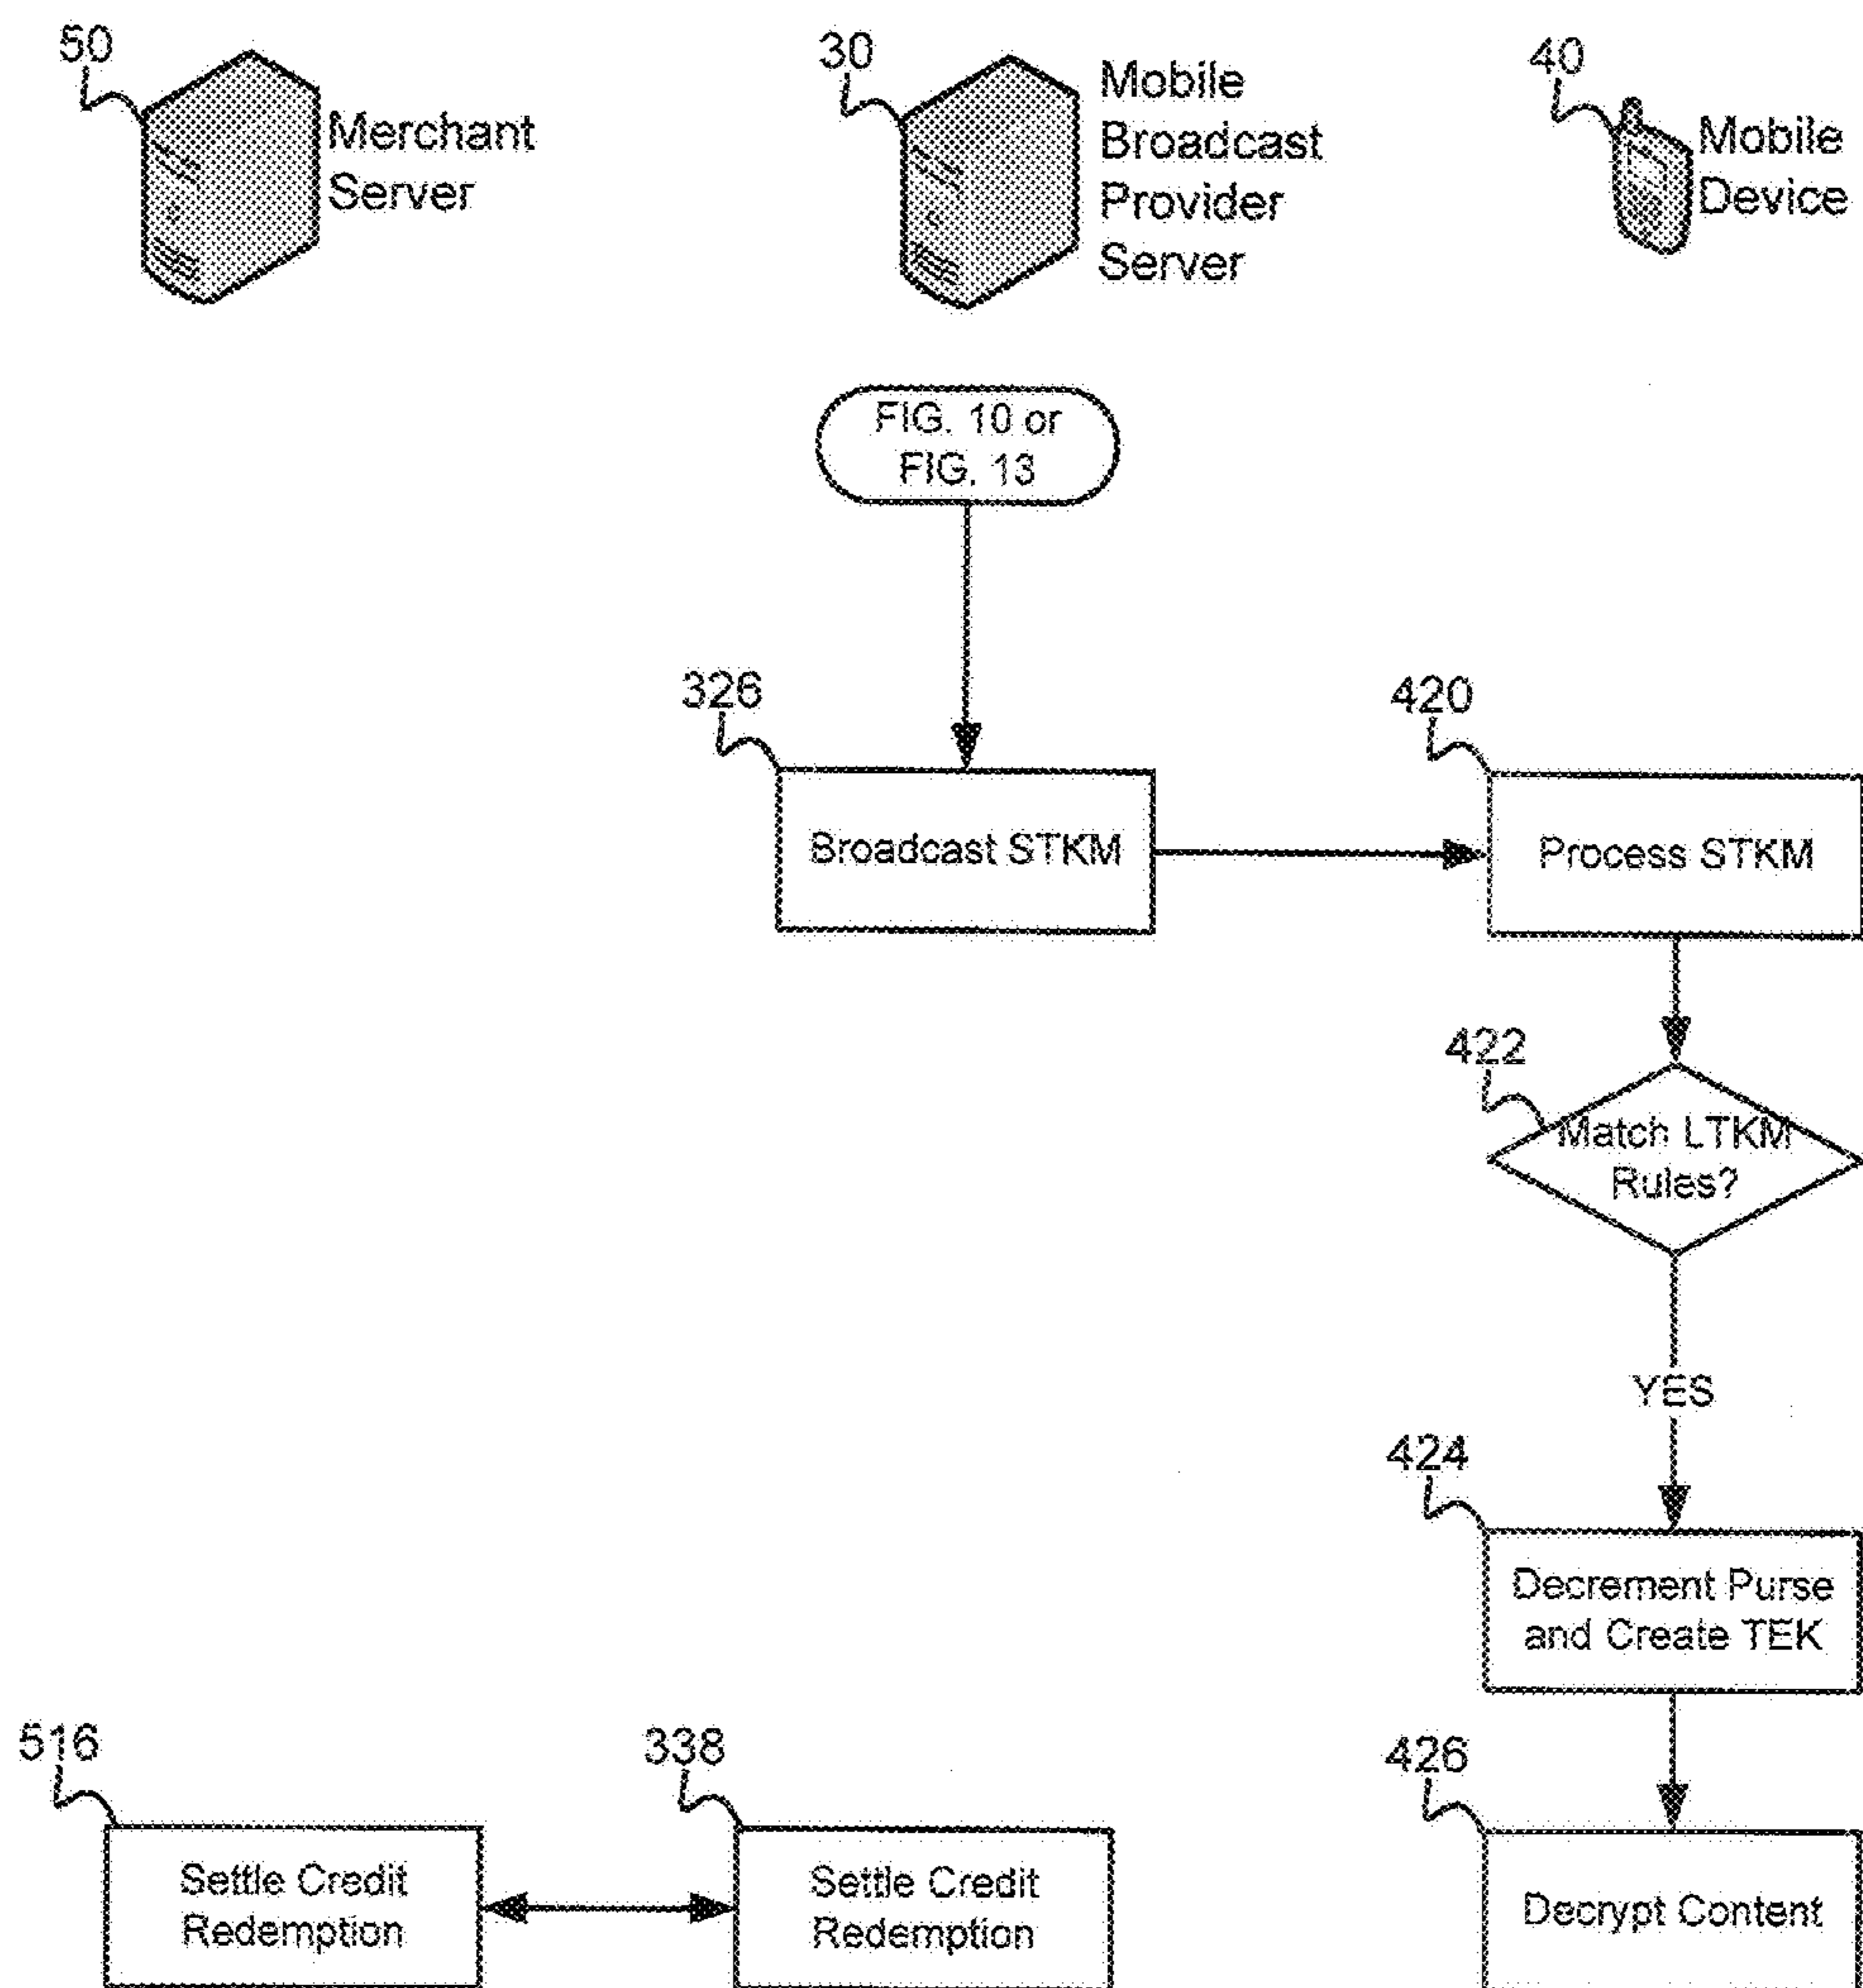 50
Merchant
Server
30
Mobile
Broadcast
Provider
Server
40
Mobile
Device
FIG. 10 or
FIG. 13
326
Broadcast STKM
420
Process STKM
422
Match LTKM
Rules?
YES
424
Decrement Purse
and Create TEK
516
Settle Credit
Redemption
338
Settle Credit
Redemption
426
Decrypt Content